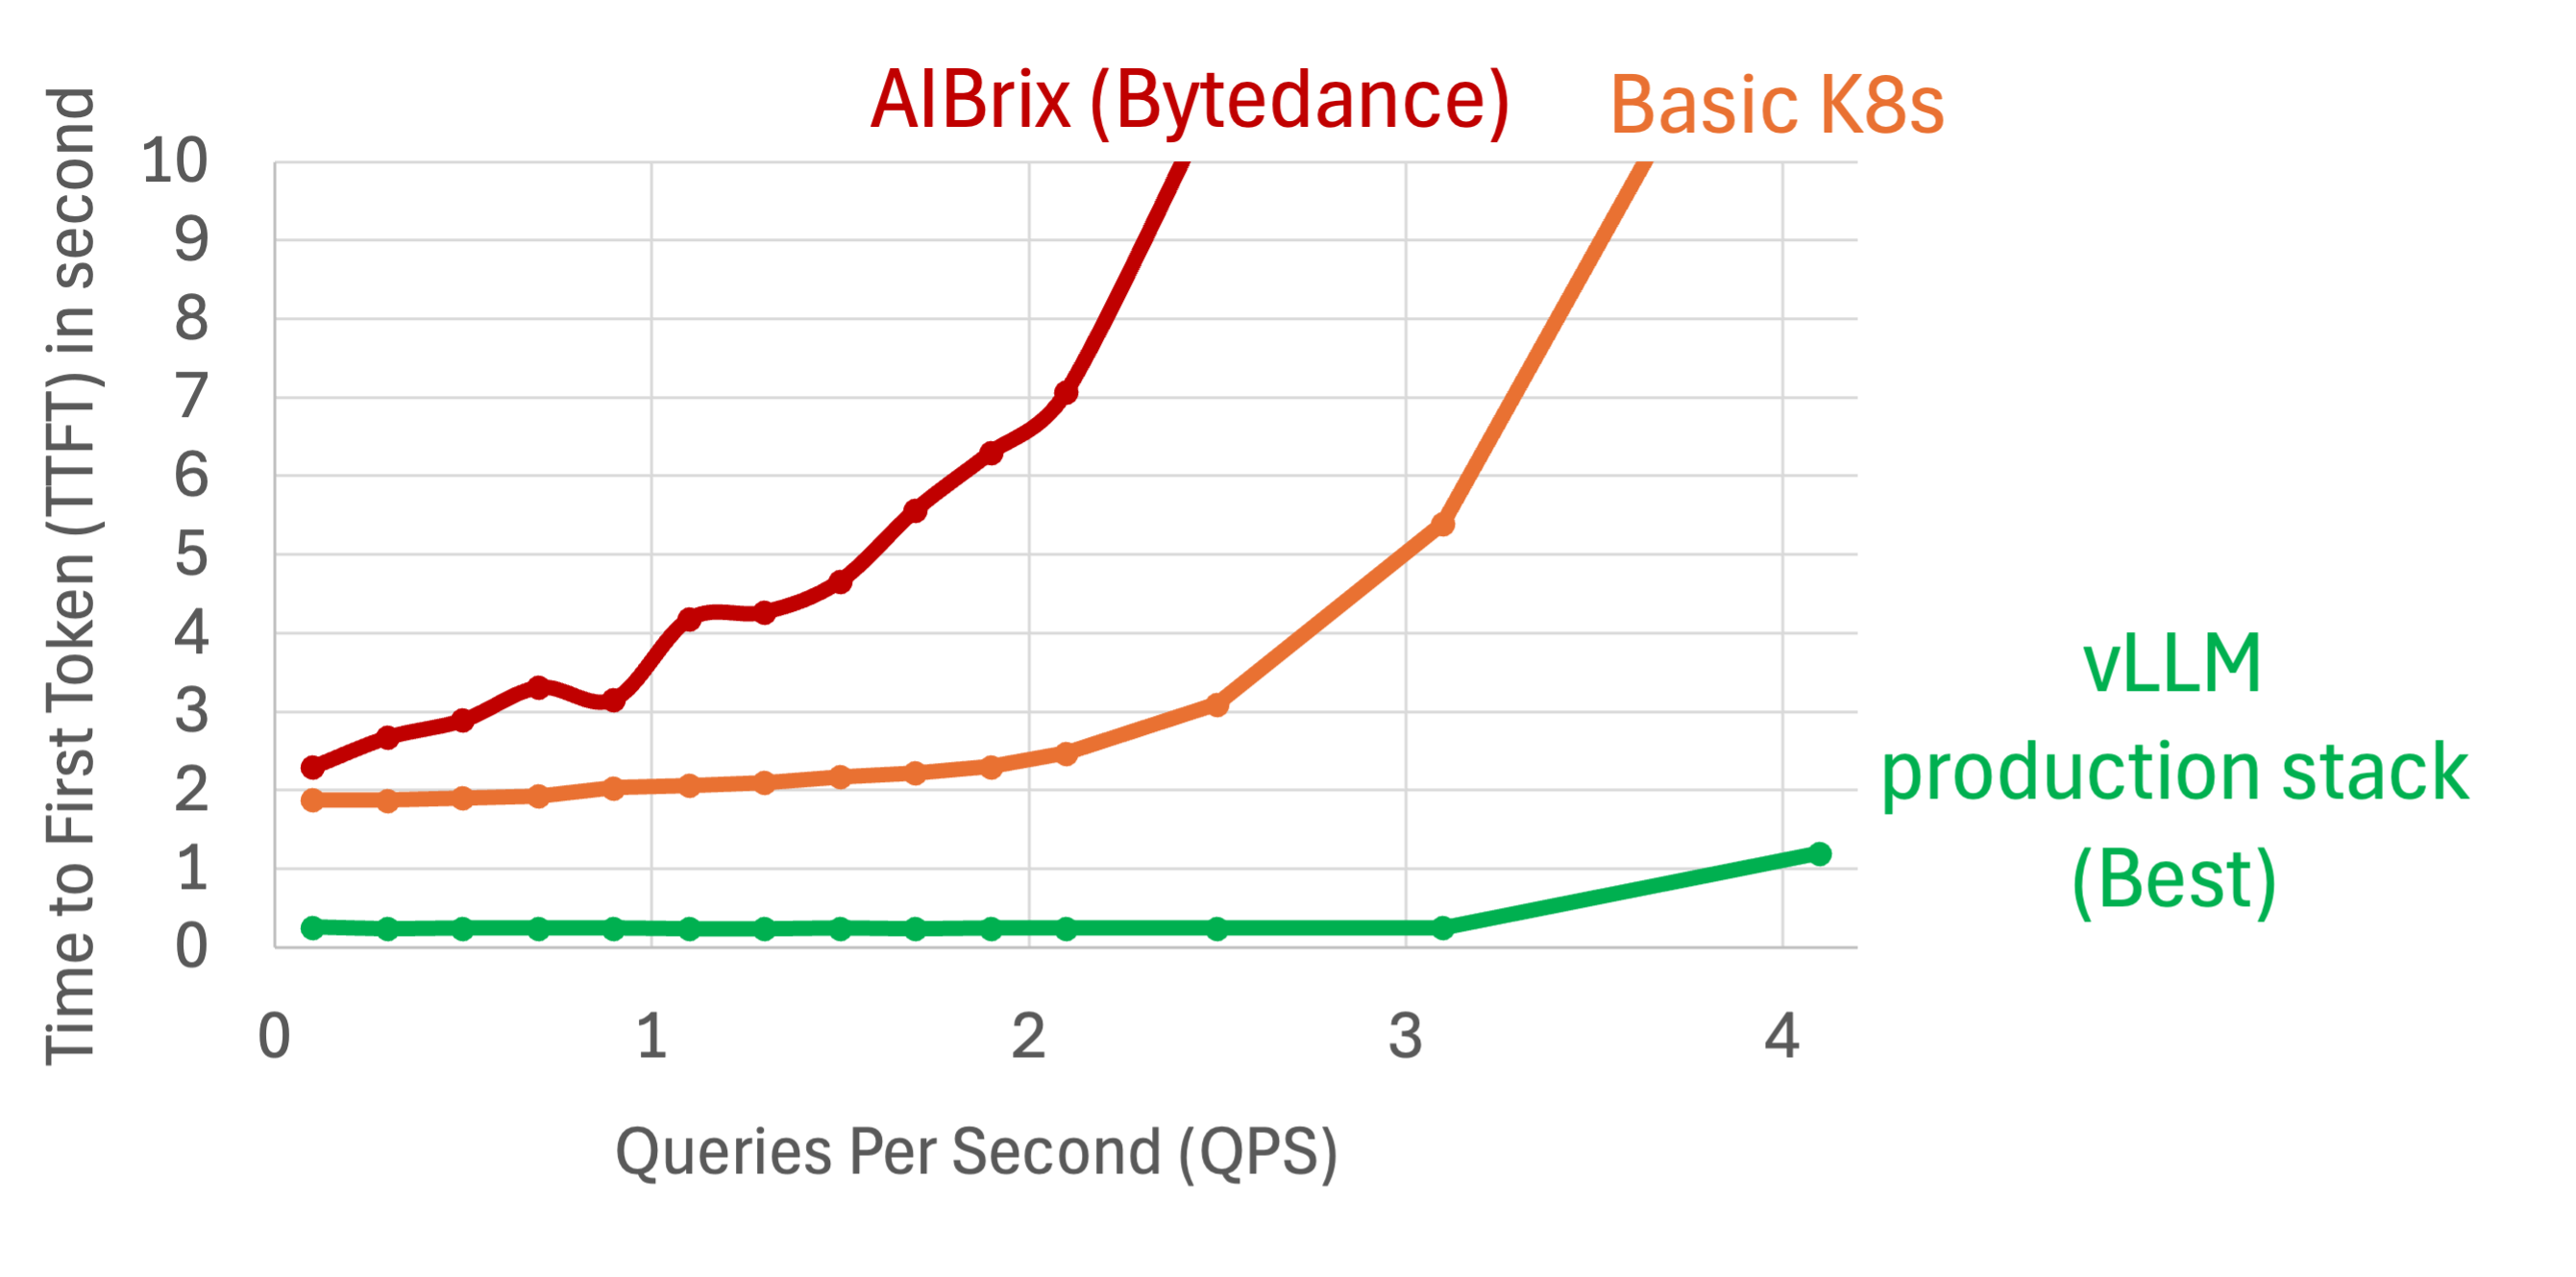 AIBrix (Bytedance)
Basic K8s
Time to First Token (TTFT) in second
10
9
8
7
6
5
4
3
2
1
0
vLLM
production stack
(Best)
0 1 2 3 4
Queries Per Second (QPS)